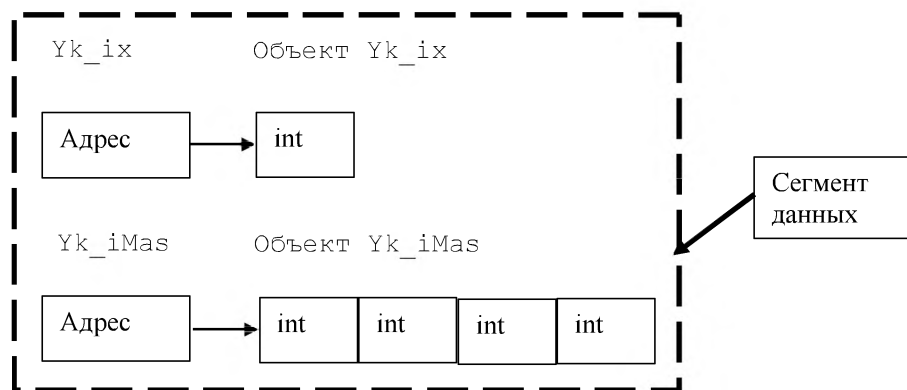 Yk_ix Объект Yk_ix
Адрес int
Сегмент данных
Yk_iMas Объект Yk_iMas
Адрес int int int int